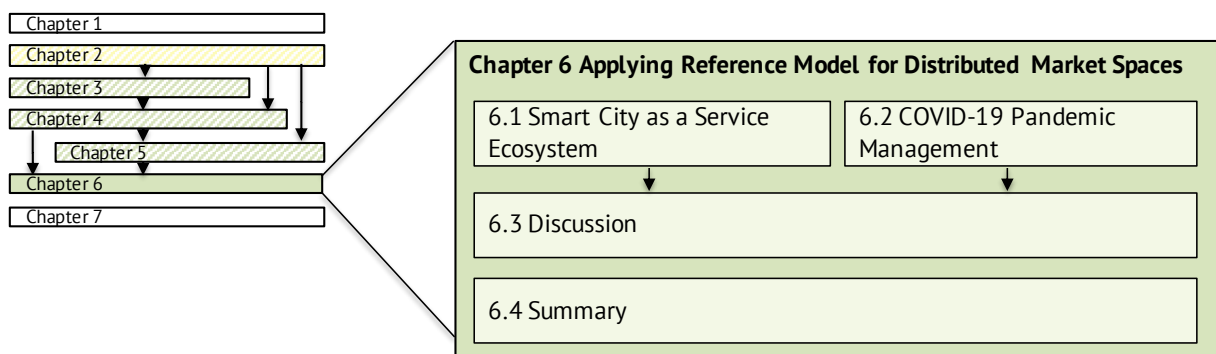 Chapter 1
Chapter 2
Chapter 3
Chapter 4
Chapter 5
Chapter 6
Chapter 7
Chapter 6 Applying Reference Model for Distributed Market Spaces
6.1 Smart City as a Service
Ecosystem
6.2 COVID-19 Pandemic
Management
6.3 Discussion
6.4 Summary